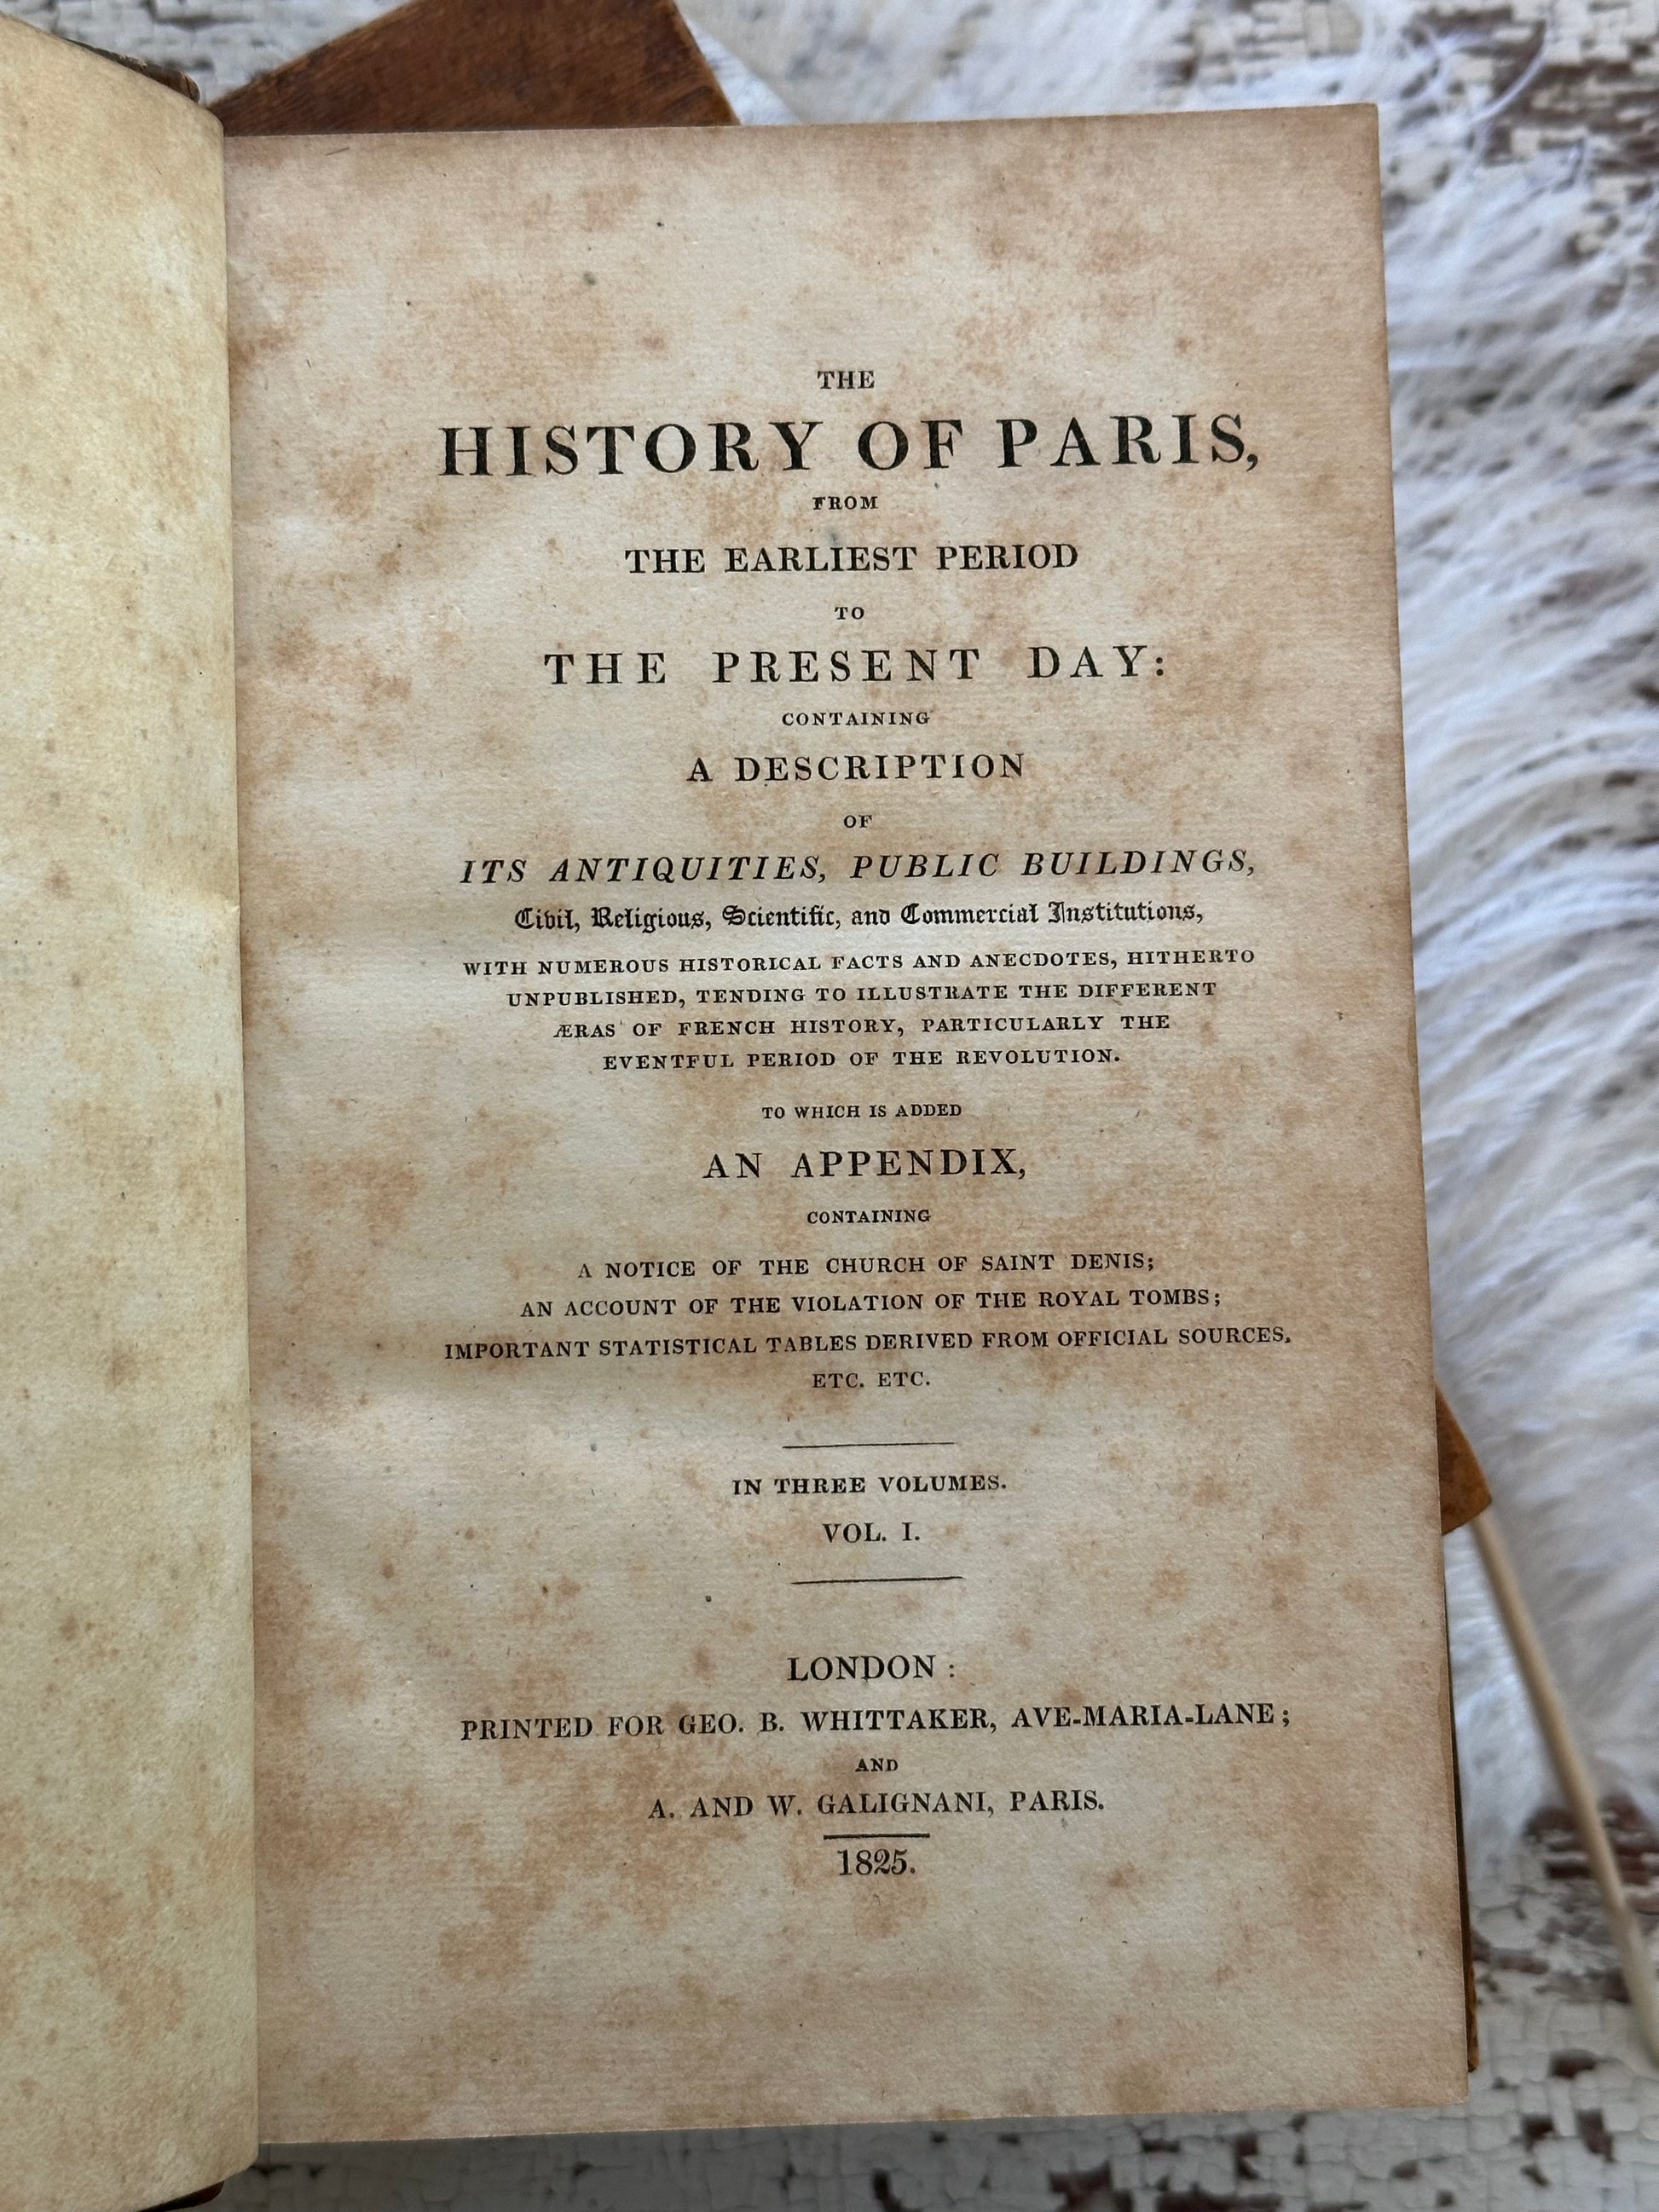 THE
HISTORY OF PARIS,
FROM
THE EARLIEST PERIOD
TO
THE PRESENT DAY:
CONTAINING
A DESCRIPTION
OF
ITS ANTIQUITIES, PUBLIC BUILDINGS,
Civil, Religious, Scientific, and Commercial Institutions,
WITH NUMEROUS HISTORICAL FACTS AND ANECDOTES, HITHERTO
UNPUBLISHED, TENDING TO ILLUSTRATE THE DIFFERENT
ÆRAS OF FRENCH HISTORY, PARTICULARLY THE
EVENTFUL PERIOD OF THE REVOLUTION.
TO WHICH IS ADDED
AN APPENDIX,
CONTAINING
A NOTICE OF THE CHURCH OF SAINT DENIS;
AN ACCOUNT OF THE VIOLATION OF THE ROYAL TOMBS;
IMPORTANT STATISTICAL TABLES DERIVED FROM OFFICIAL SOURCES.
ETC. ETC.
IN THREE VOLUMES.
VOL. I.
LONDON:
PRINTED FOR GEO. B. WHITTAKER, AVE-MARIA-LANE;
AND
A. AND W. GALIGNANI, PARIS.
1825.